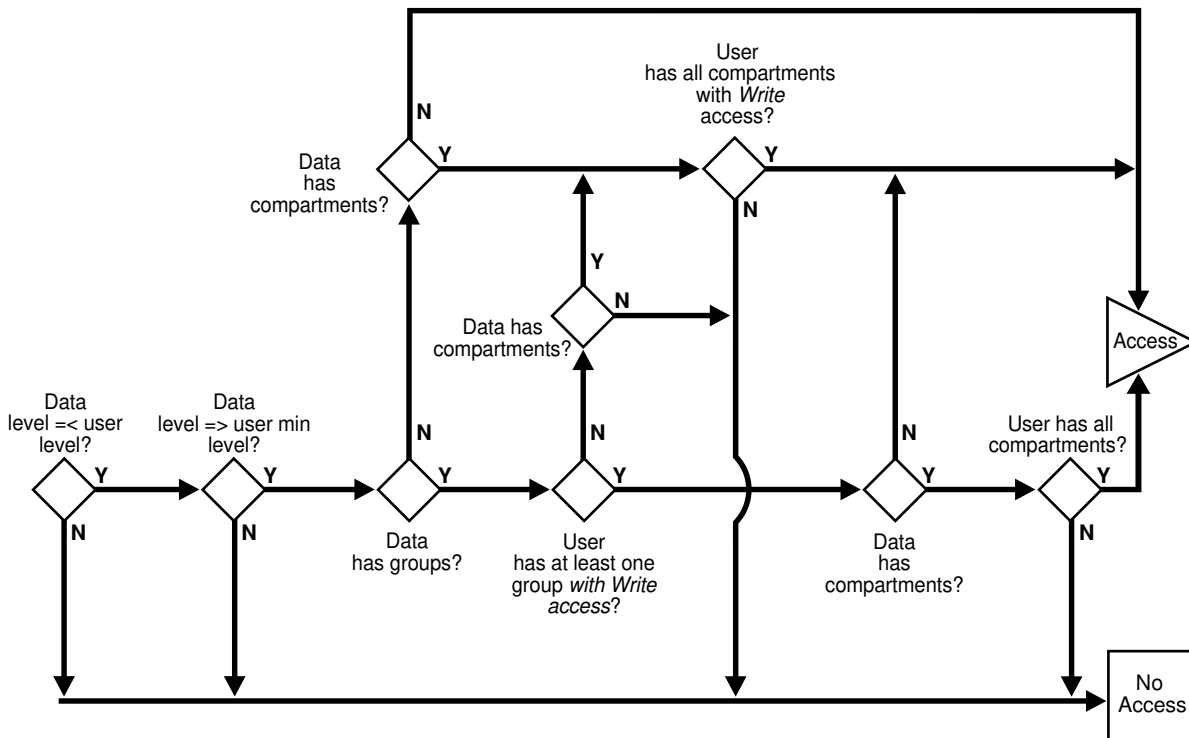 User
has all compartments
with Write
access?
N
Data
has
compartments?
Y
Y
N
Y
Data has
compartments?
N
Access
Data
level =< user
level?
Data
level => user min
level?
N
N
N
User has all
compartments?
Y
Y
Y
Y
Y
Y
N
N
N
Data
has groups?
User
has at least one
group with Write
access?
Data
has
compartments?
No
Access